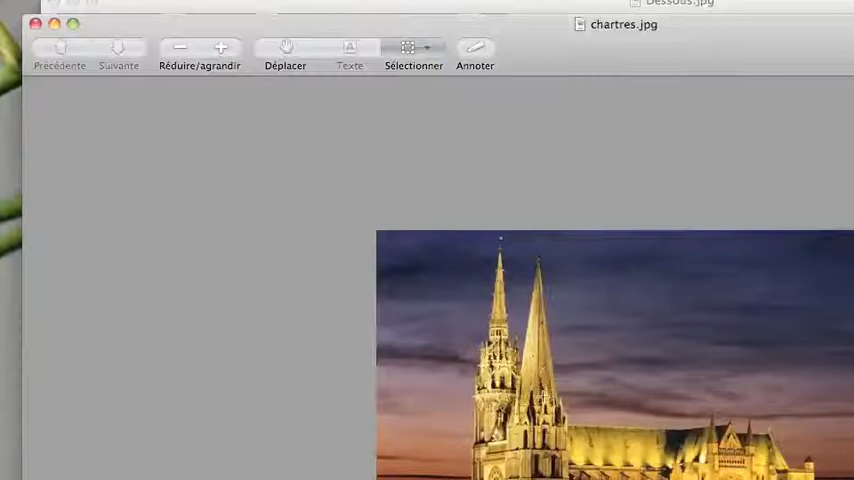 Dessous.jpg
chartres.jpg
Précédente Suivante Réduire/agrandir Déplacer Texte Sélectionner Annoter